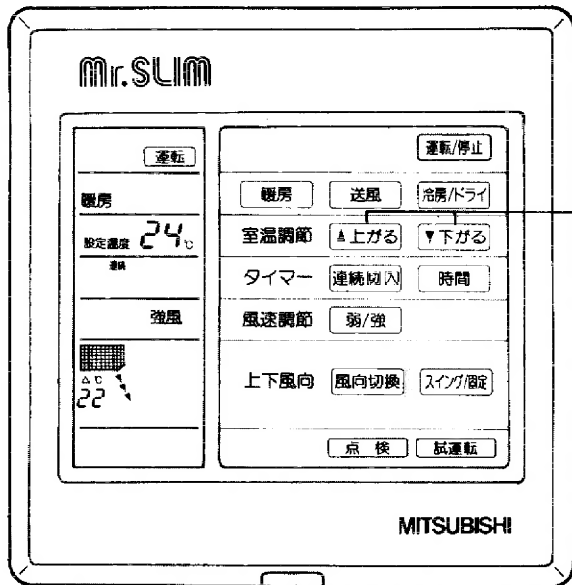 Mr.SLIM
運転
暖房
設定温度 24℃
連続
強風
△℃
22
運転/停止
暖房 送風 冷房/ドライ
室温調節 ▲上がる ▼下がる
タイマー 連続切入 時間
風速調節 弱/強
上下風向 風向切換 スイング/固定
点検 試運転
MITSUBISHI